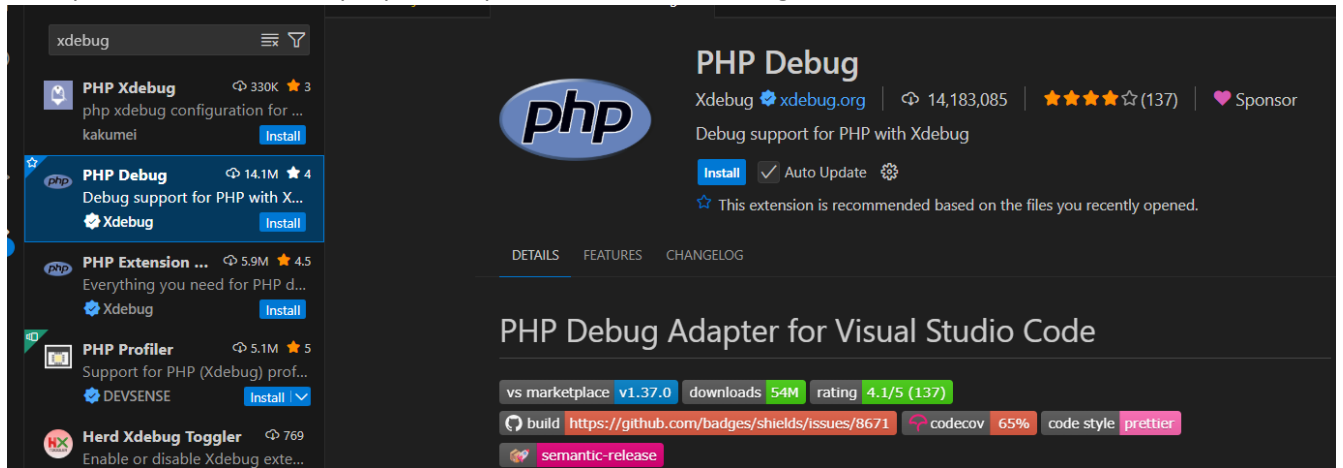 xdebug
PHP Xdebug 330K 3
php xdebug configuration for ...
kakumei Install
PHP Debug 14.1M 4
Debug support for PHP with X...
Xdebug Install
PHP Extension ... 5.9M 4.5
Everything you need for PHP d...
Xdebug Install
PHP Profiler 5.1M 5
Support for PHP (Xdebug) prof...
DEVSENSE Install
Herd Xdebug Toggler 769
Enable or disable Xdebug exte...
php
PHP Debug
Xdebug xdebug.org 14,183,085 (137) Sponsor
Debug support for PHP with Xdebug
Install Auto Update
This extension is recommended based on the files you recently opened.
DETAILS FEATURES CHANGELOG
PHP Debug Adapter for Visual Studio Code
vs marketplace v1.37.0 downloads 54M rating 4.1/5 (137)
build https://github.com/badges/shields/issues/8671 codecov 65% code style prettier
semantic-release